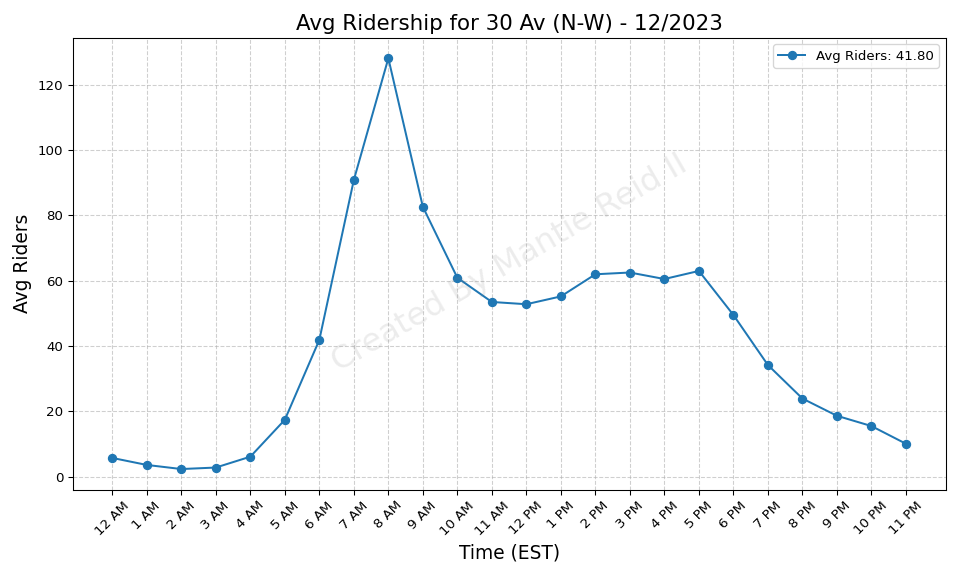 Avg Ridership for 30 Av (N-W) - 12/2023
Avg Riders: 41.80
120
100
80
60
40
20
0
Avg Riders
Created By Mantle Reid II
12 AM 1 AM 2 AM 3 AM 4 AM 5 AM 6 AM 7 AM 8 AM 9 AM 10 AM 11 AM 12 PM 1 PM 2 PM 3 PM 4 PM 5 PM 6 PM 7 PM 8 PM 9 PM 10 PM 11 PM
Time (EST)